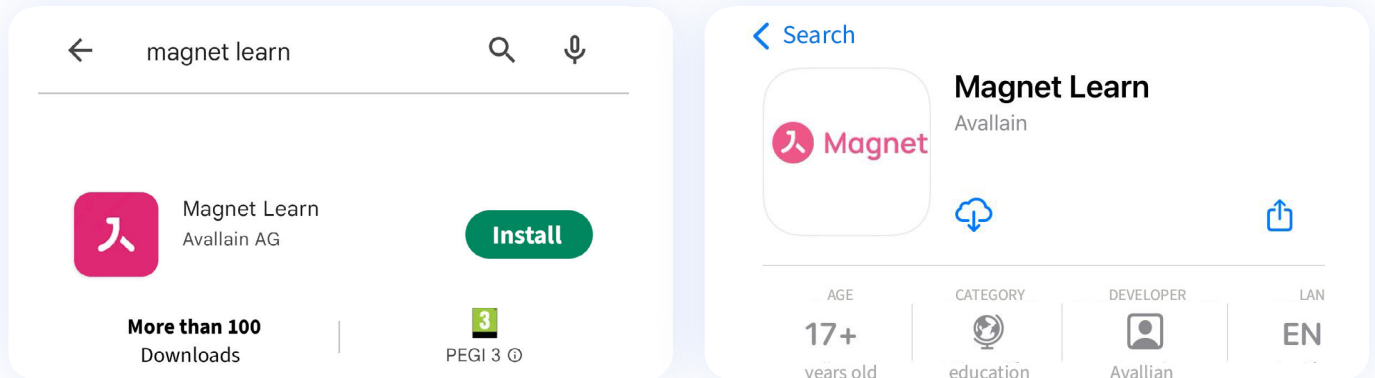 magnet learn
Magnet Learn
Avallain AG
Install
More than 100
Downloads
3
PEGI 3
Search
Magnet
Magnet Learn
Avallain
AGE
17+
years old
CATEGORY
education
DEVELOPER
Avallian
LAN
EN